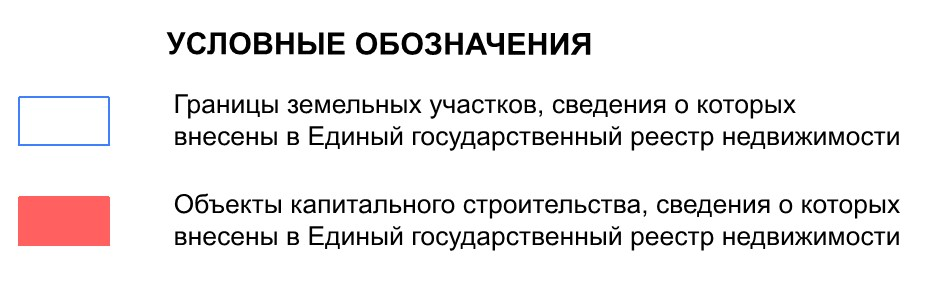 УСЛОВНЫЕ ОБОЗНАЧЕНИЯ
Границы земельных участков, сведения о которых
внесены в Единый государственный реестр недвижимости
Объекты капитального строительства, сведения о которых
внесены в Единый государственный реестр недвижимости